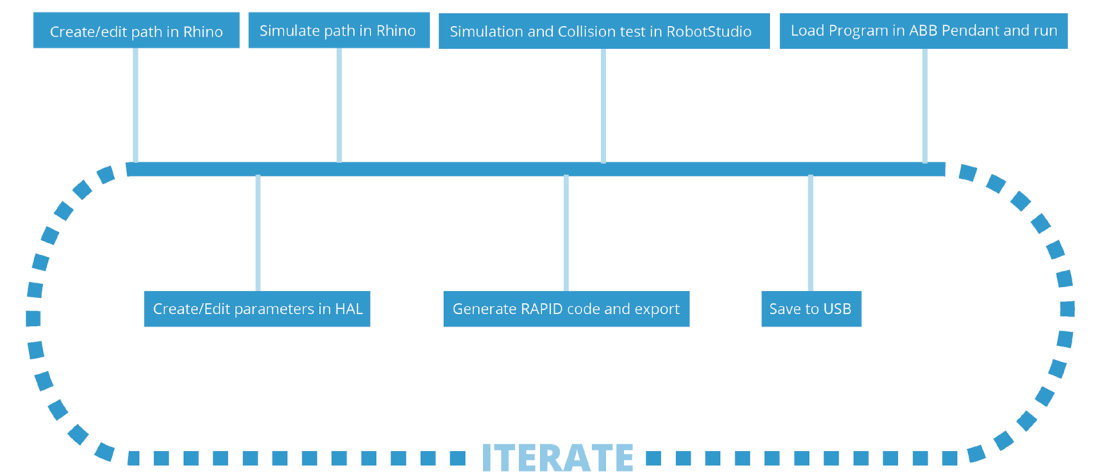 Create/edit path in Rhino
Simulate path in Rhino
Simulation and Collision test in RobotStudio
Load Program in ABB Pendant and run
Create/Edit parameters in HAL
Generate RAPID code and export
Save to USB
ITERATE